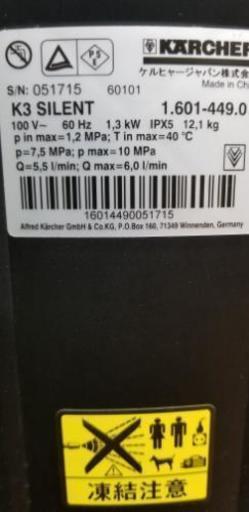 KÄRCHER
ケルヒャージャパン株式会
Made in Chi
S/N: 051715 60101
K3 SILENT 1.601-449.0
100 V~ 60 Hz 1,3 kW IPX5 12,1 kg
p in max=1,2 MPa; T in max=40 °C
p=7,5 MPa; p max=10 MPa
Q=5,5 l/min; Q max=6,0 l/min
16014490051715
Alfred Kärcher GmbH & Co.KG, P.O.Box 160, 71349 Winnenden, Germany
凍結注意